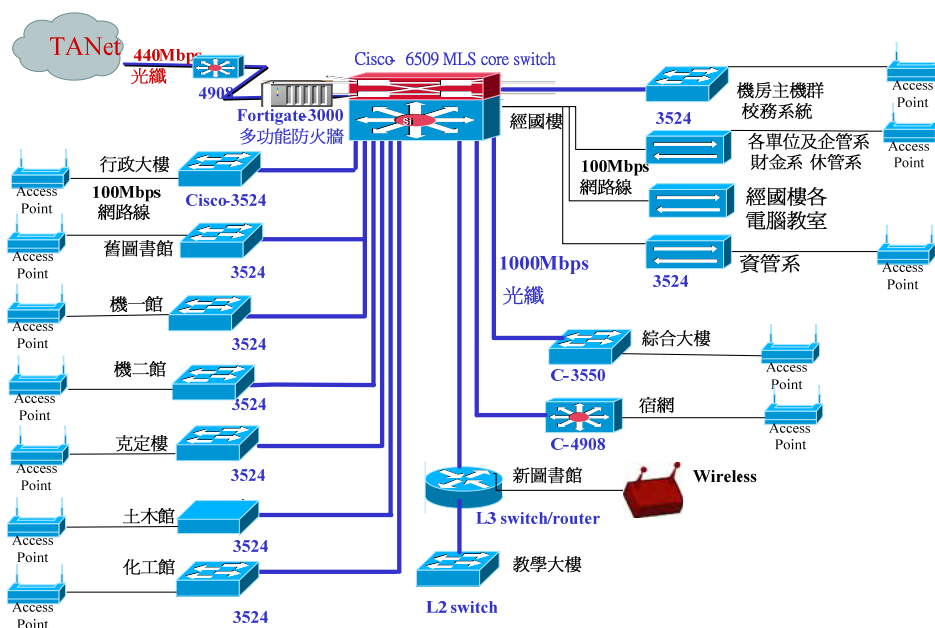 TANet
440Mbps
光纖
4908
Cisco- 6509 MLS core switch
Fortigate-3000
多功能防火牆
Si
經國樓
3524
機房主機群
校務系統
Access
Point
各單位及企管系
財金系 休管系
Access
Point
100Mbps
網路線
經國樓各
電腦教室
3524
資管系
Access
Point
行政大樓
Access
Point
100Mbps
網路線
Cisco-3524
舊圖書館
Access
Point
3524
機一館
Access
Point
3524
機二館
Access
Point
3524
克定樓
Access
Point
3524
土木館
Access
Point
3524
化工館
Access
Point
3524
1000Mbps
光纖
綜合大樓
C-3550
Access
Point
宿網
C-4908
Access
Point
新圖書館
Wireless
L3 switch/router
教學大樓
L2 switch